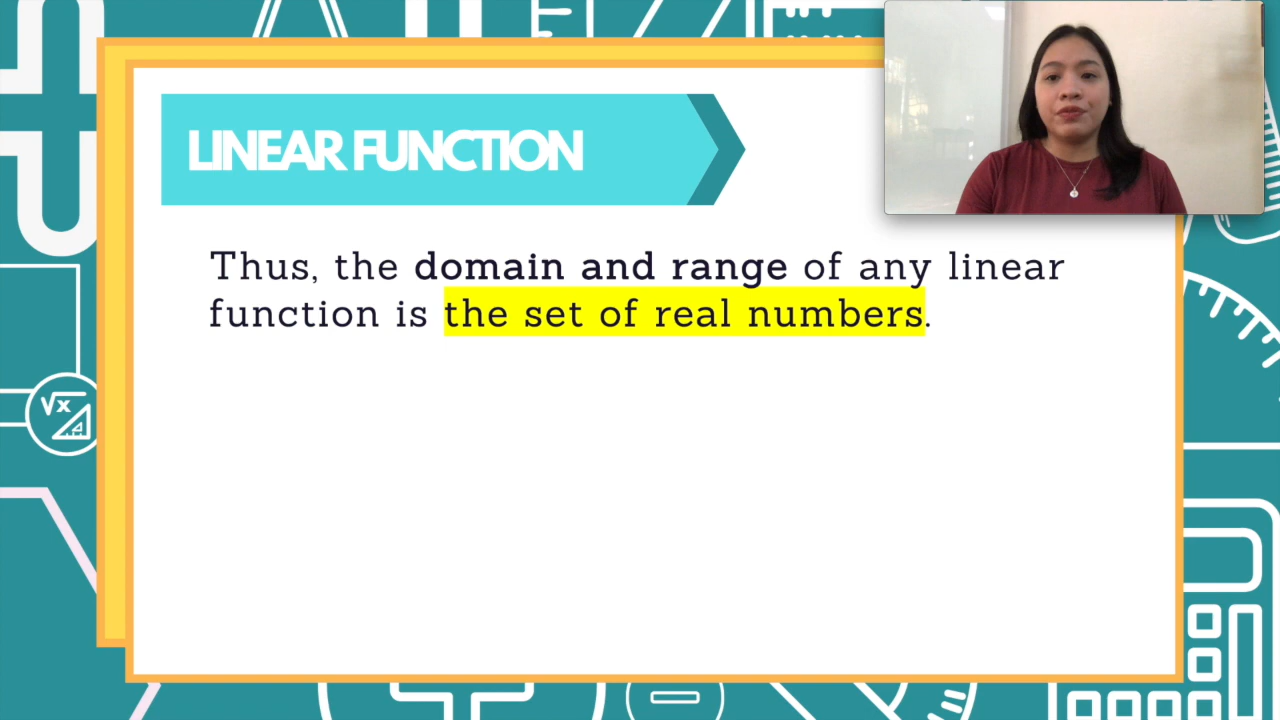 LINEAR FUNCTION
Thus, the domain and range of any linear
function is the set of real numbers.
√x